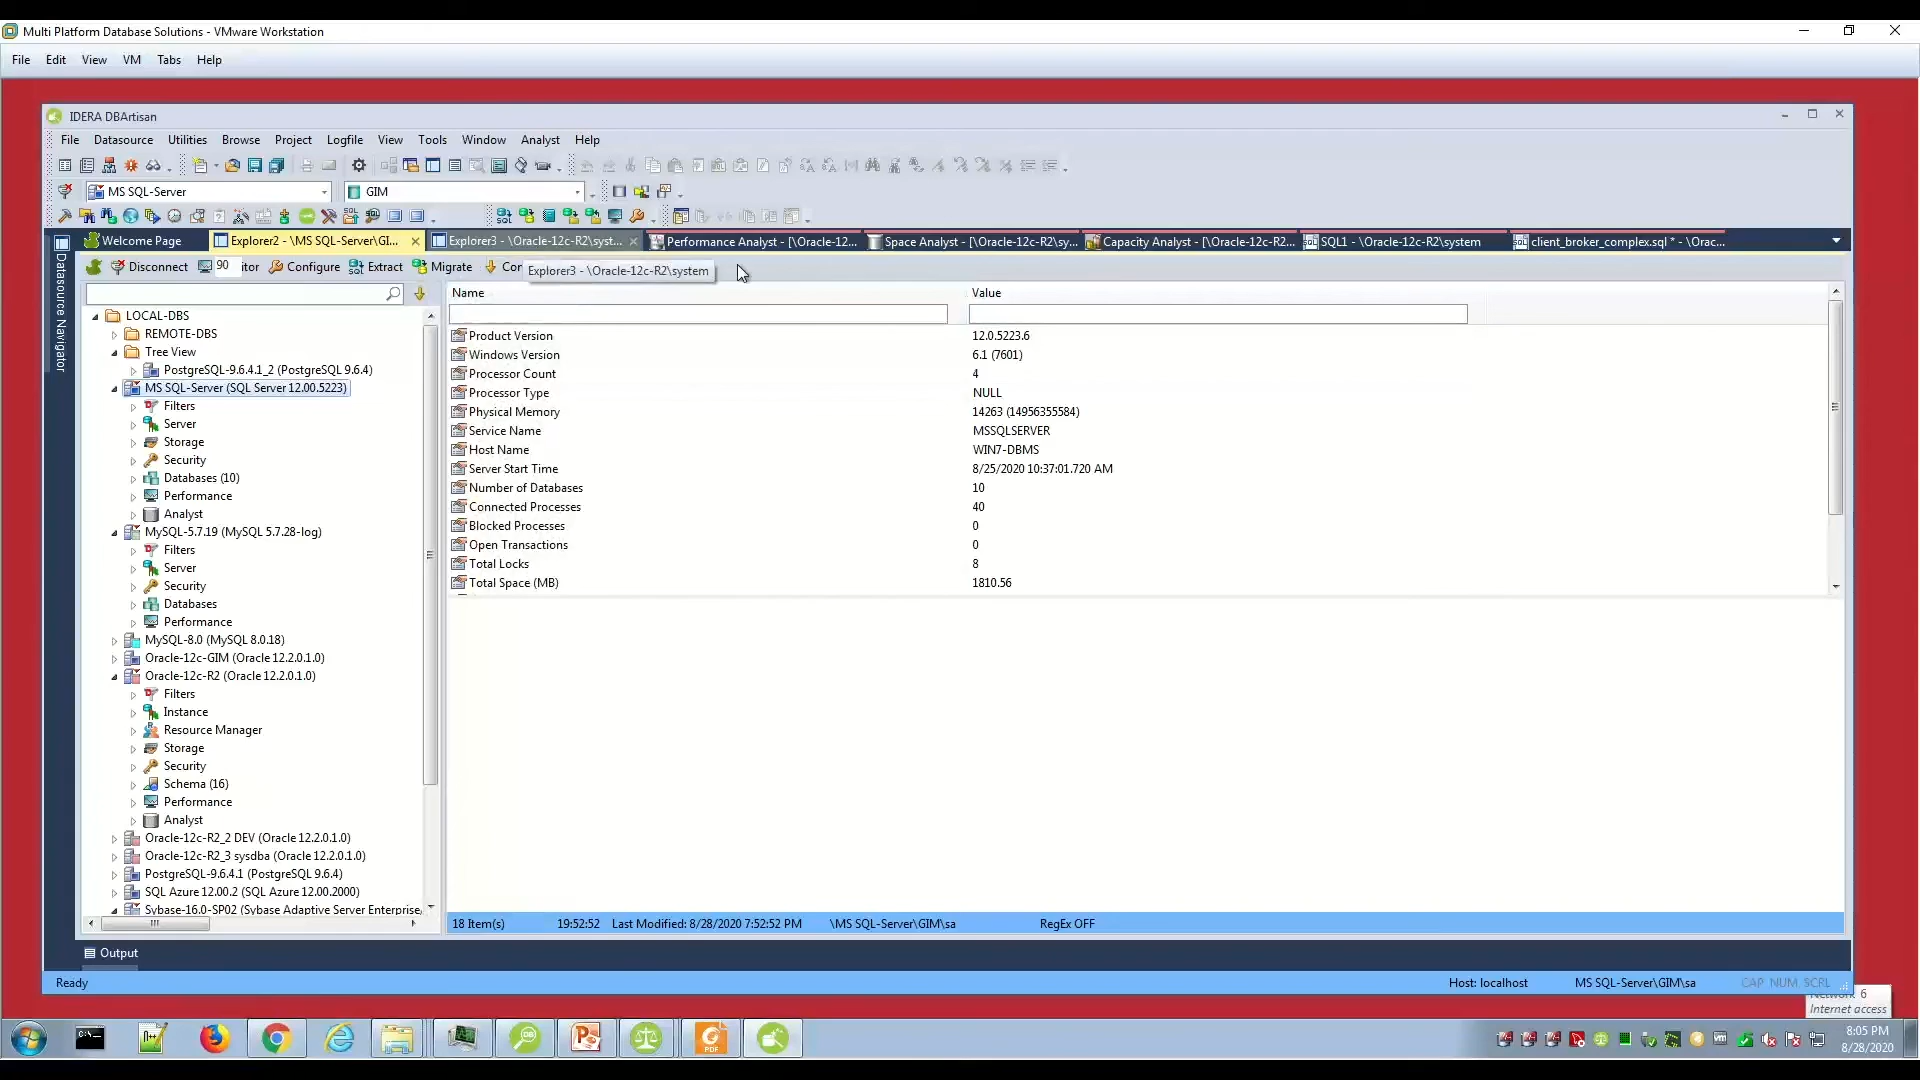 Multi Platform Database Solutions - VMware Workstation
File Edit View VM Tabs Help
IDERA DBArtisan
File Datasource Utilities Browse Project Logfile View Tools Window Analyst Help
MS SQL-Server GIM
Welcome Page Explorer2 - \MS SQL-Server\GI... Explorer3 - \Oracle-12c-R2\syst... Performance Analyst - [\Oracle-12... Space Analyst - [\Oracle-12c-R2\sy... Capacity Analyst - [\Oracle-12c-R2... SQL1 - \Oracle-12c-R2\system client_broker_complex.sql * - \Orac...
Disconnect 90 itor Configure Extract Migrate Explorer3 - \Oracle-12c-R2\system
Datasource Navigator
LOCAL-DBS
REMOTE-DBS
Tree View
PostgreSQL-9.6.4.1_2 (PostgreSQL 9.6.4)
MS SQL-Server (SQL Server 12.00.5223)
Filters
Server
Storage
Security
Databases (10)
Performance
Analyst
MySQL-5.7.19 (MySQL 5.7.28-log)
Filters
Server
Security
Databases
Performance
MySQL-8.0 (MySQL 8.0.18)
Oracle-12c-GIM (Oracle 12.2.0.1.0)
Oracle-12c-R2 (Oracle 12.2.0.1.0)
Filters
Instance
Resource Manager
Storage
Security
Schema (16)
Performance
Analyst
Oracle-12c-R2_2 DEV (Oracle 12.2.0.1.0)
Oracle-12c-R2_3 sysdba (Oracle 12.2.0.1.0)
PostgreSQL-9.6.4.1 (PostgreSQL 9.6.4)
SQL Azure 12.00.2 (SQL Azure 12.00.2000)
Sybase-16.0-SP02 (Sybase Adaptive Server Enterprise
Name Value
Product Version 12.0.5223.6
Windows Version 6.1 (7601)
Processor Count 4
Processor Type NULL
Physical Memory 14263 (14956355584)
Service Name MSSQLSERVER
Host Name WIN7-DBMS
Server Start Time 8/25/2020 10:37:01.720 AM
Number of Databases 10
Connected Processes 40
Blocked Processes 0
Open Transactions 0
Total Locks 8
Total Space (MB) 1810.56
18 Item(s) 19:52:52 Last Modified: 8/28/2020 7:52:52 PM \MS SQL-Server\GIM\sa RegEx OFF
Output
Ready Host: localhost MS SQL-Server\GIM\sa CAP NUM SCRL
Network 6
Internet access
8:05 PM
8/28/2020